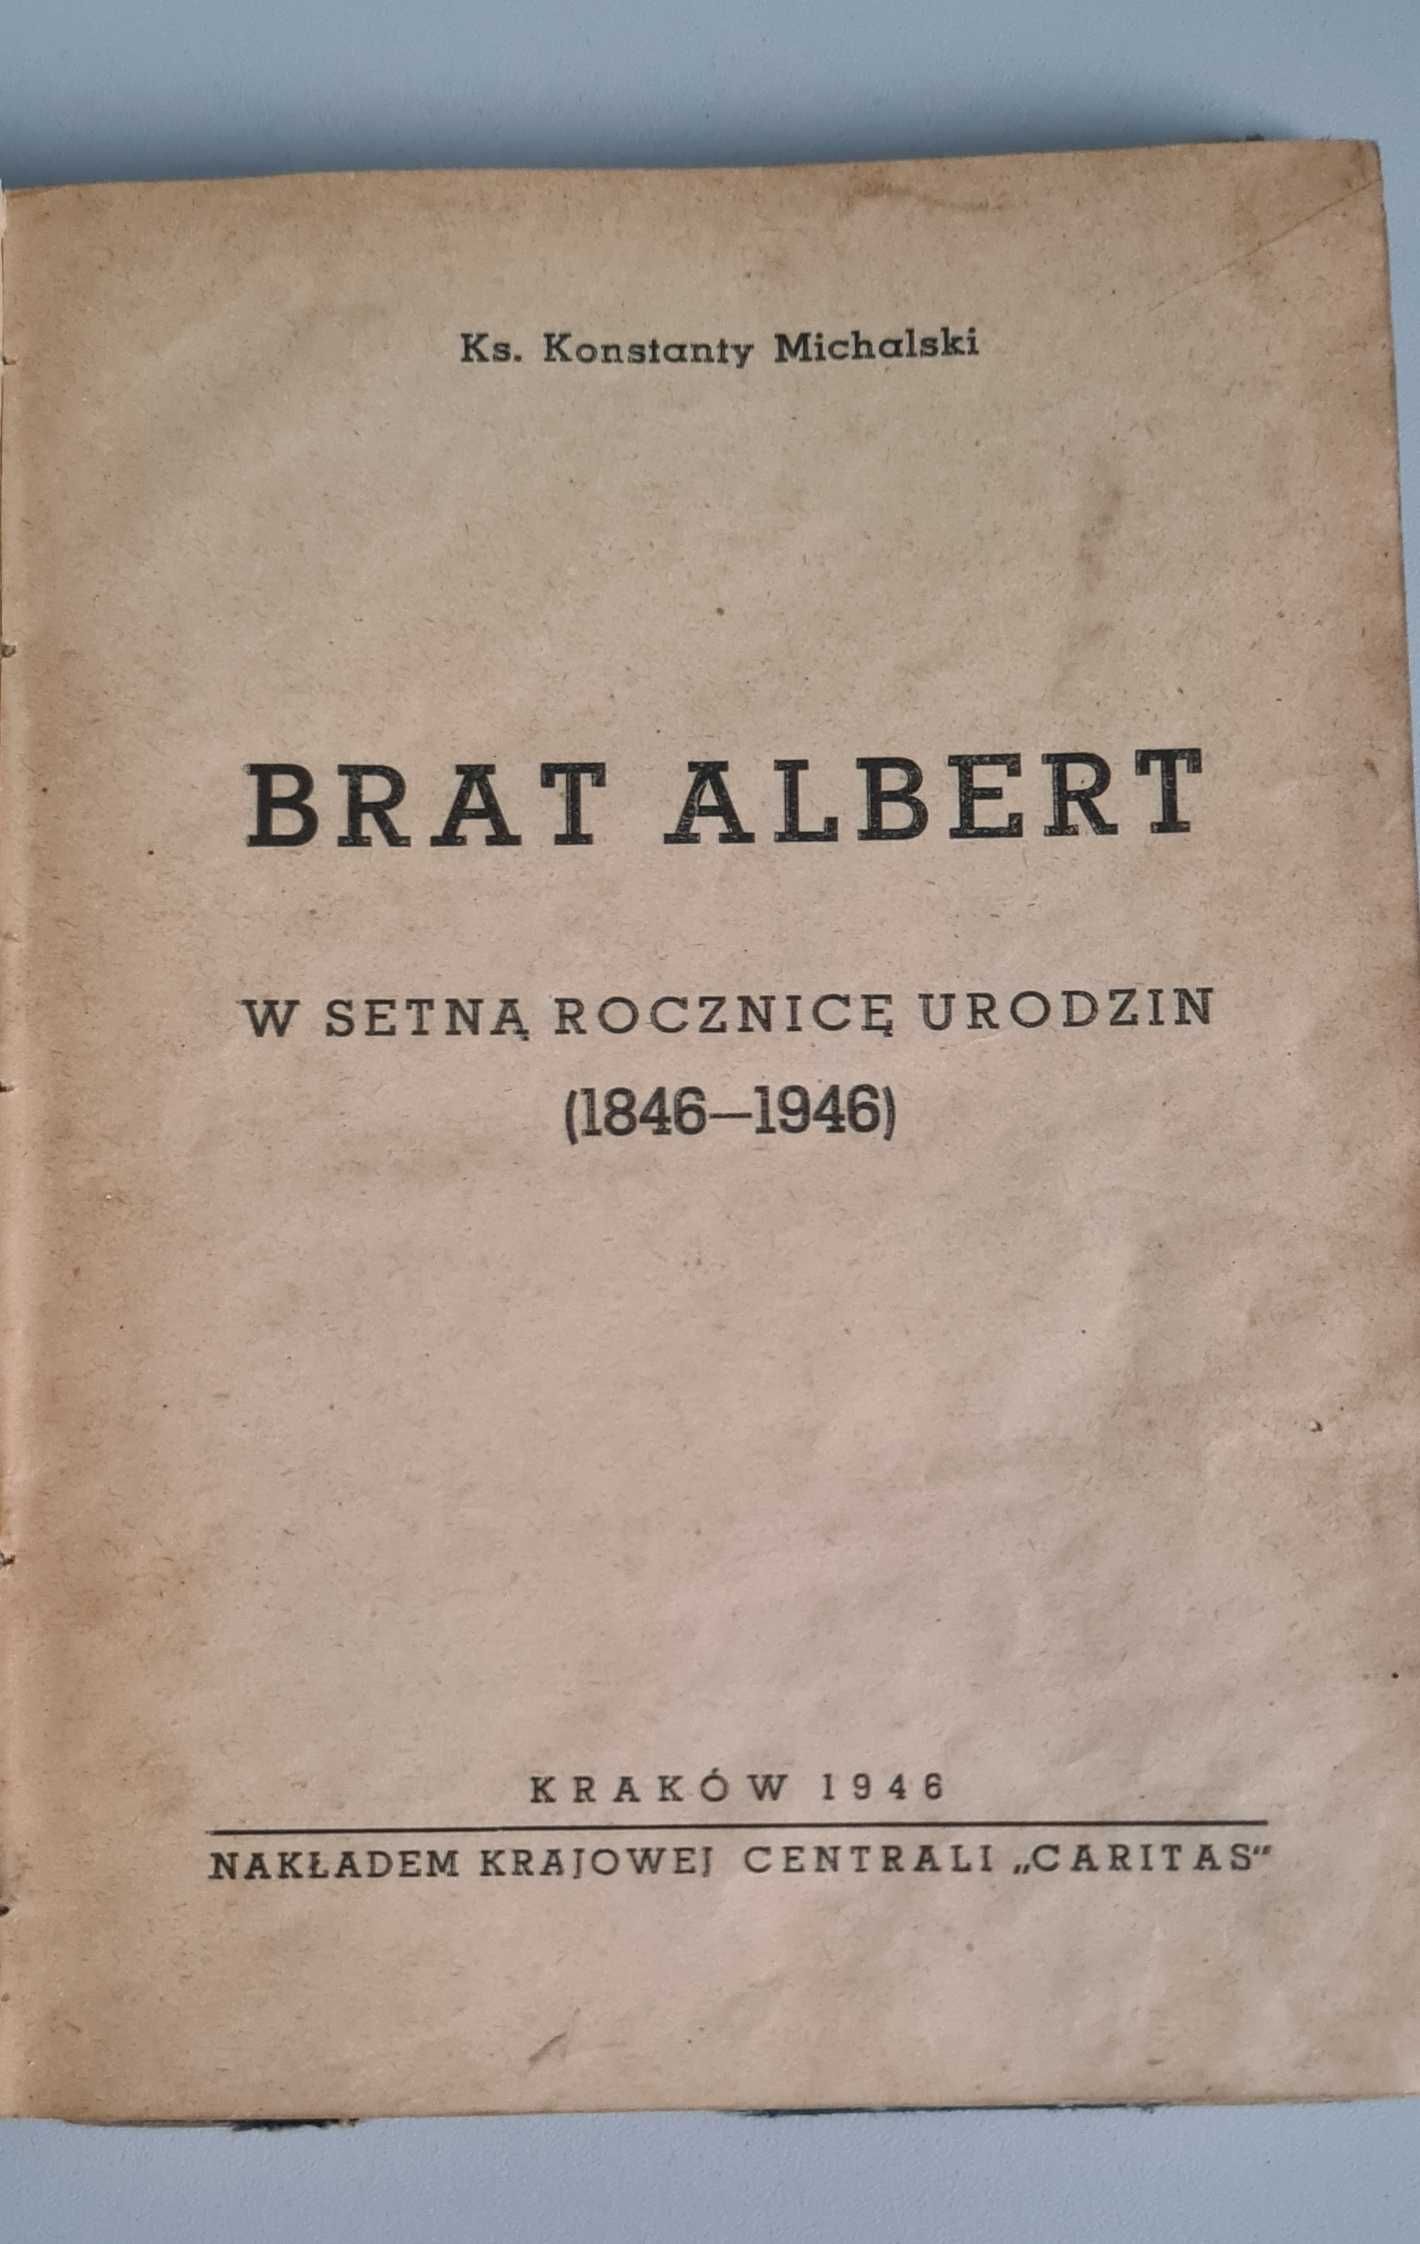 Ks. Konstanty Michalski
BRAT ALBERT
W SETNĄ ROCZNICĘ URODZIN
(1846—1946)
KRAKÓW 1946
NAKŁADEM KRAJOWEJ CENTRALI „CARITAS“